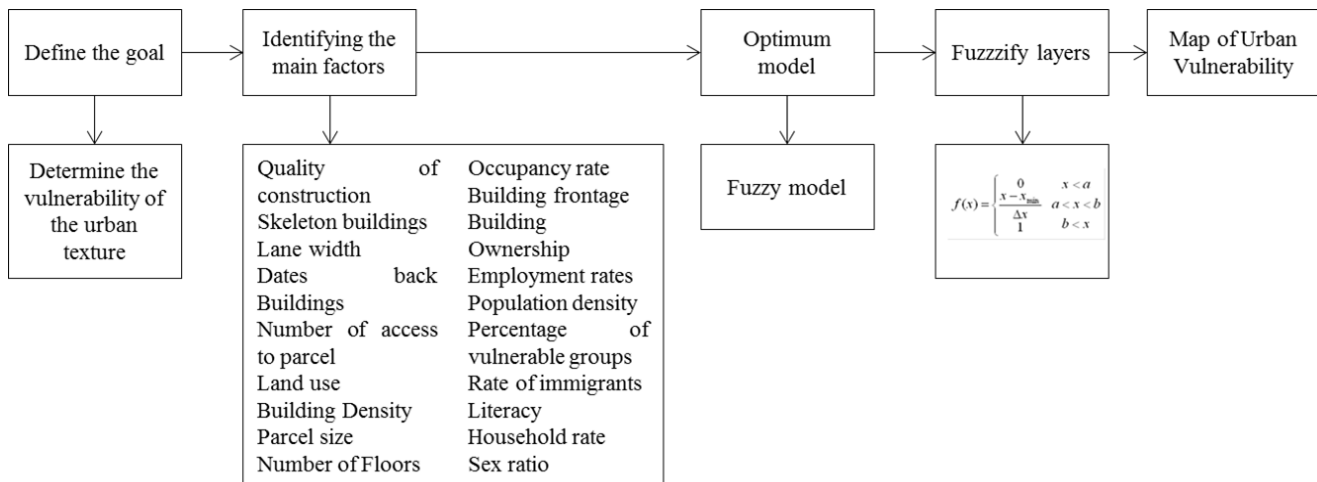 Define the goal
Identifying the
main factors
Optimum
model
Fuzzzify layers
Map of Urban
Vulnerability
Determine the
vulnerability of
the urban
texture
Quality of
construction
Skeleton buildings
Lane width
Dates back
Buildings
Number of access
to parcel
Land use
Building Density
Parcel size
Number of Floors
Occupancy rate
Building frontage
Building
Ownership
Employment rates
Population density
Percentage of
vulnerable groups
Rate of immigrants
Literacy
Household rate
Sex ratio
Fuzzy model
0 x < a
f(x) = { x − xmin / Δx a < x < b
1 b < x